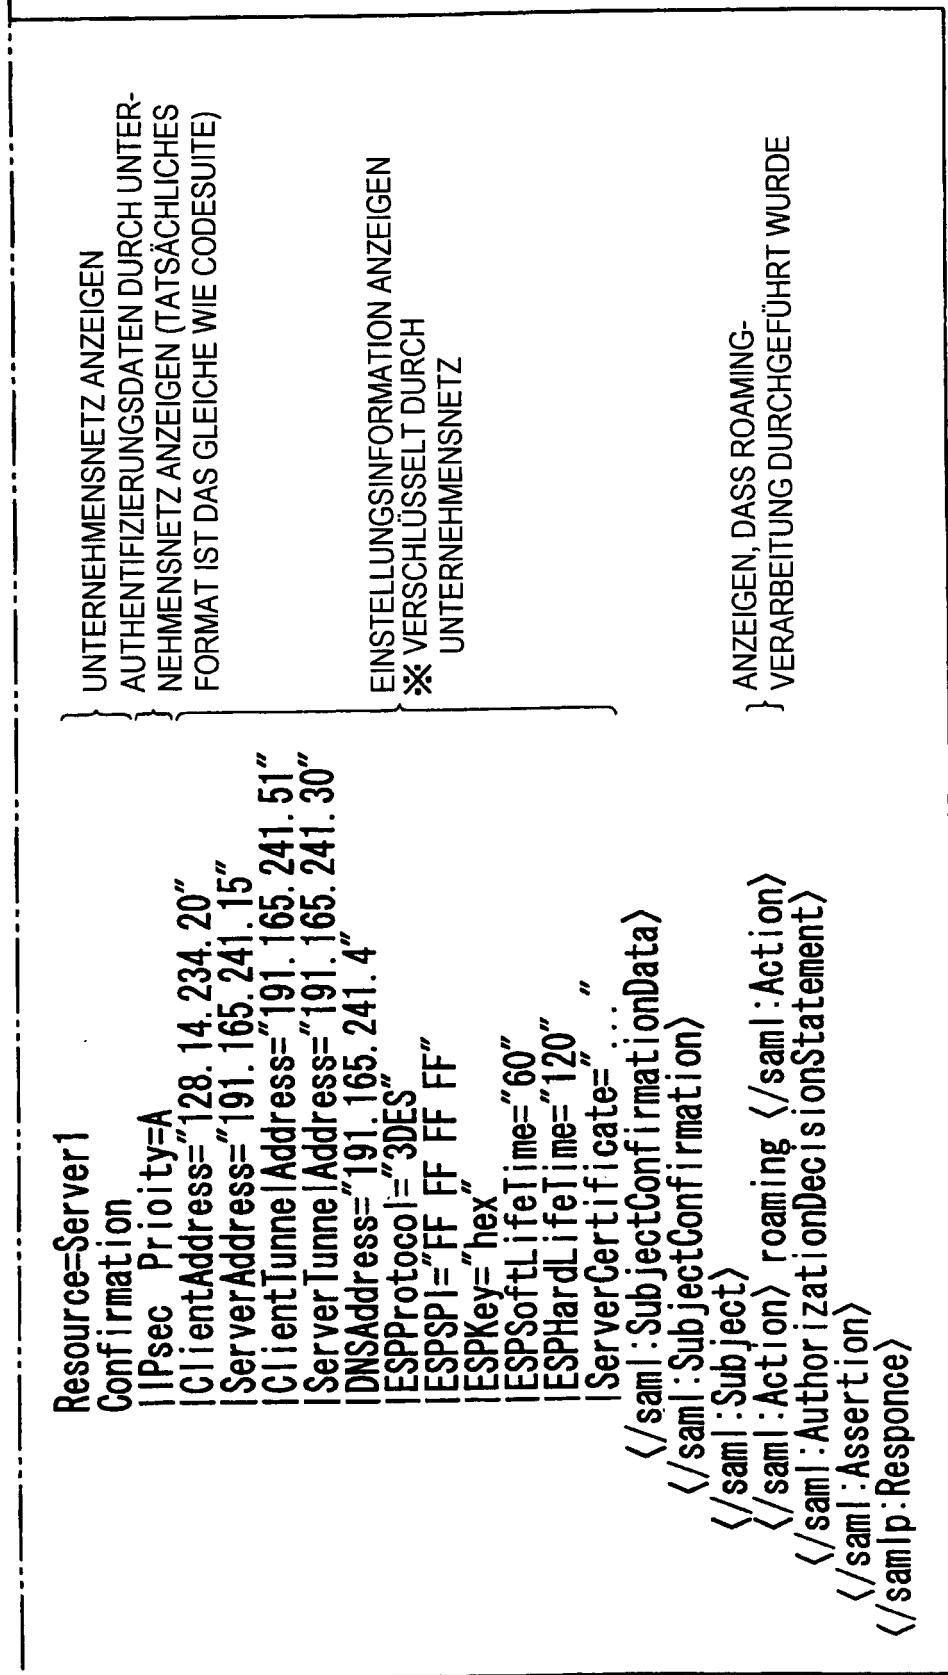 Resource=Server1
Confirmation
||Psec Prioity=A
|ClientAddress="128.14.234.20"
|ServerAddress="191.165.241.15"
|ClientTunnelAddress="191.165.241.51"
|ServerTunnelAddress="191.165.241.30"
|DNSAddress="191.165.241.4"
|ESPProtocol="3DES"
|ESPSPI="FF FF FF FF"
|ESPKey="hex"
|ESPSoftLifeTime="60"
|ESPHardLifeTime="120"
|ServerCertificate="... "
</saml:SubjectConfirmationData>
</saml:SubjectConfirmation>
</saml:Subject>
</saml:Action> roaming </saml:Action>
</saml:AuthorizationDecisionStatement>
</saml:Assertion>
</samlp:Responce>
UNTERNEHMENSNETZ ANZEIGEN
AUTHENTIFIZIERUNGSDATEN DURCH UNTER-
NEHMENSNETZ ANZEIGEN (TATSÄCHLICHES
FORMAT IST DAS GLEICHE WIE CODESUITE)
EINSTELLUNGSINFORMATION ANZEIGEN
※ VERSCHLÜSSELT DURCH
UNTERNEHMENSNETZ
ANZEIGEN, DASS ROAMING-
VERARBEITUNG DURCHGEFÜHRT WURDE